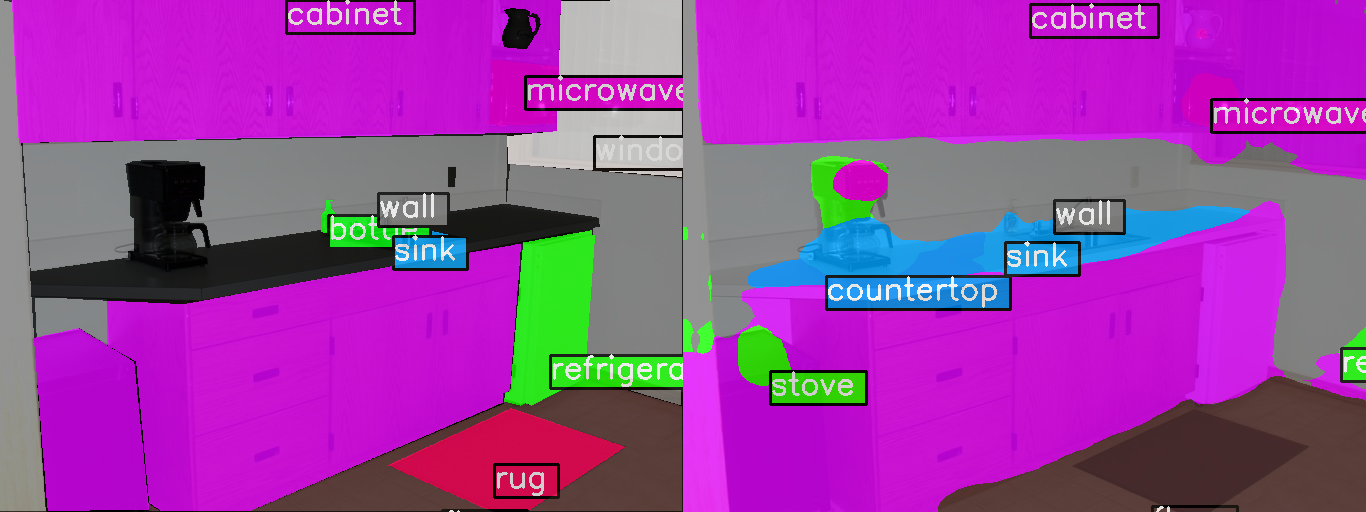 cabinet
microwave
windo
wall
bottle
sink
refrigera
rug
cabinet
microwave
wall
sink
countertop
stove
re